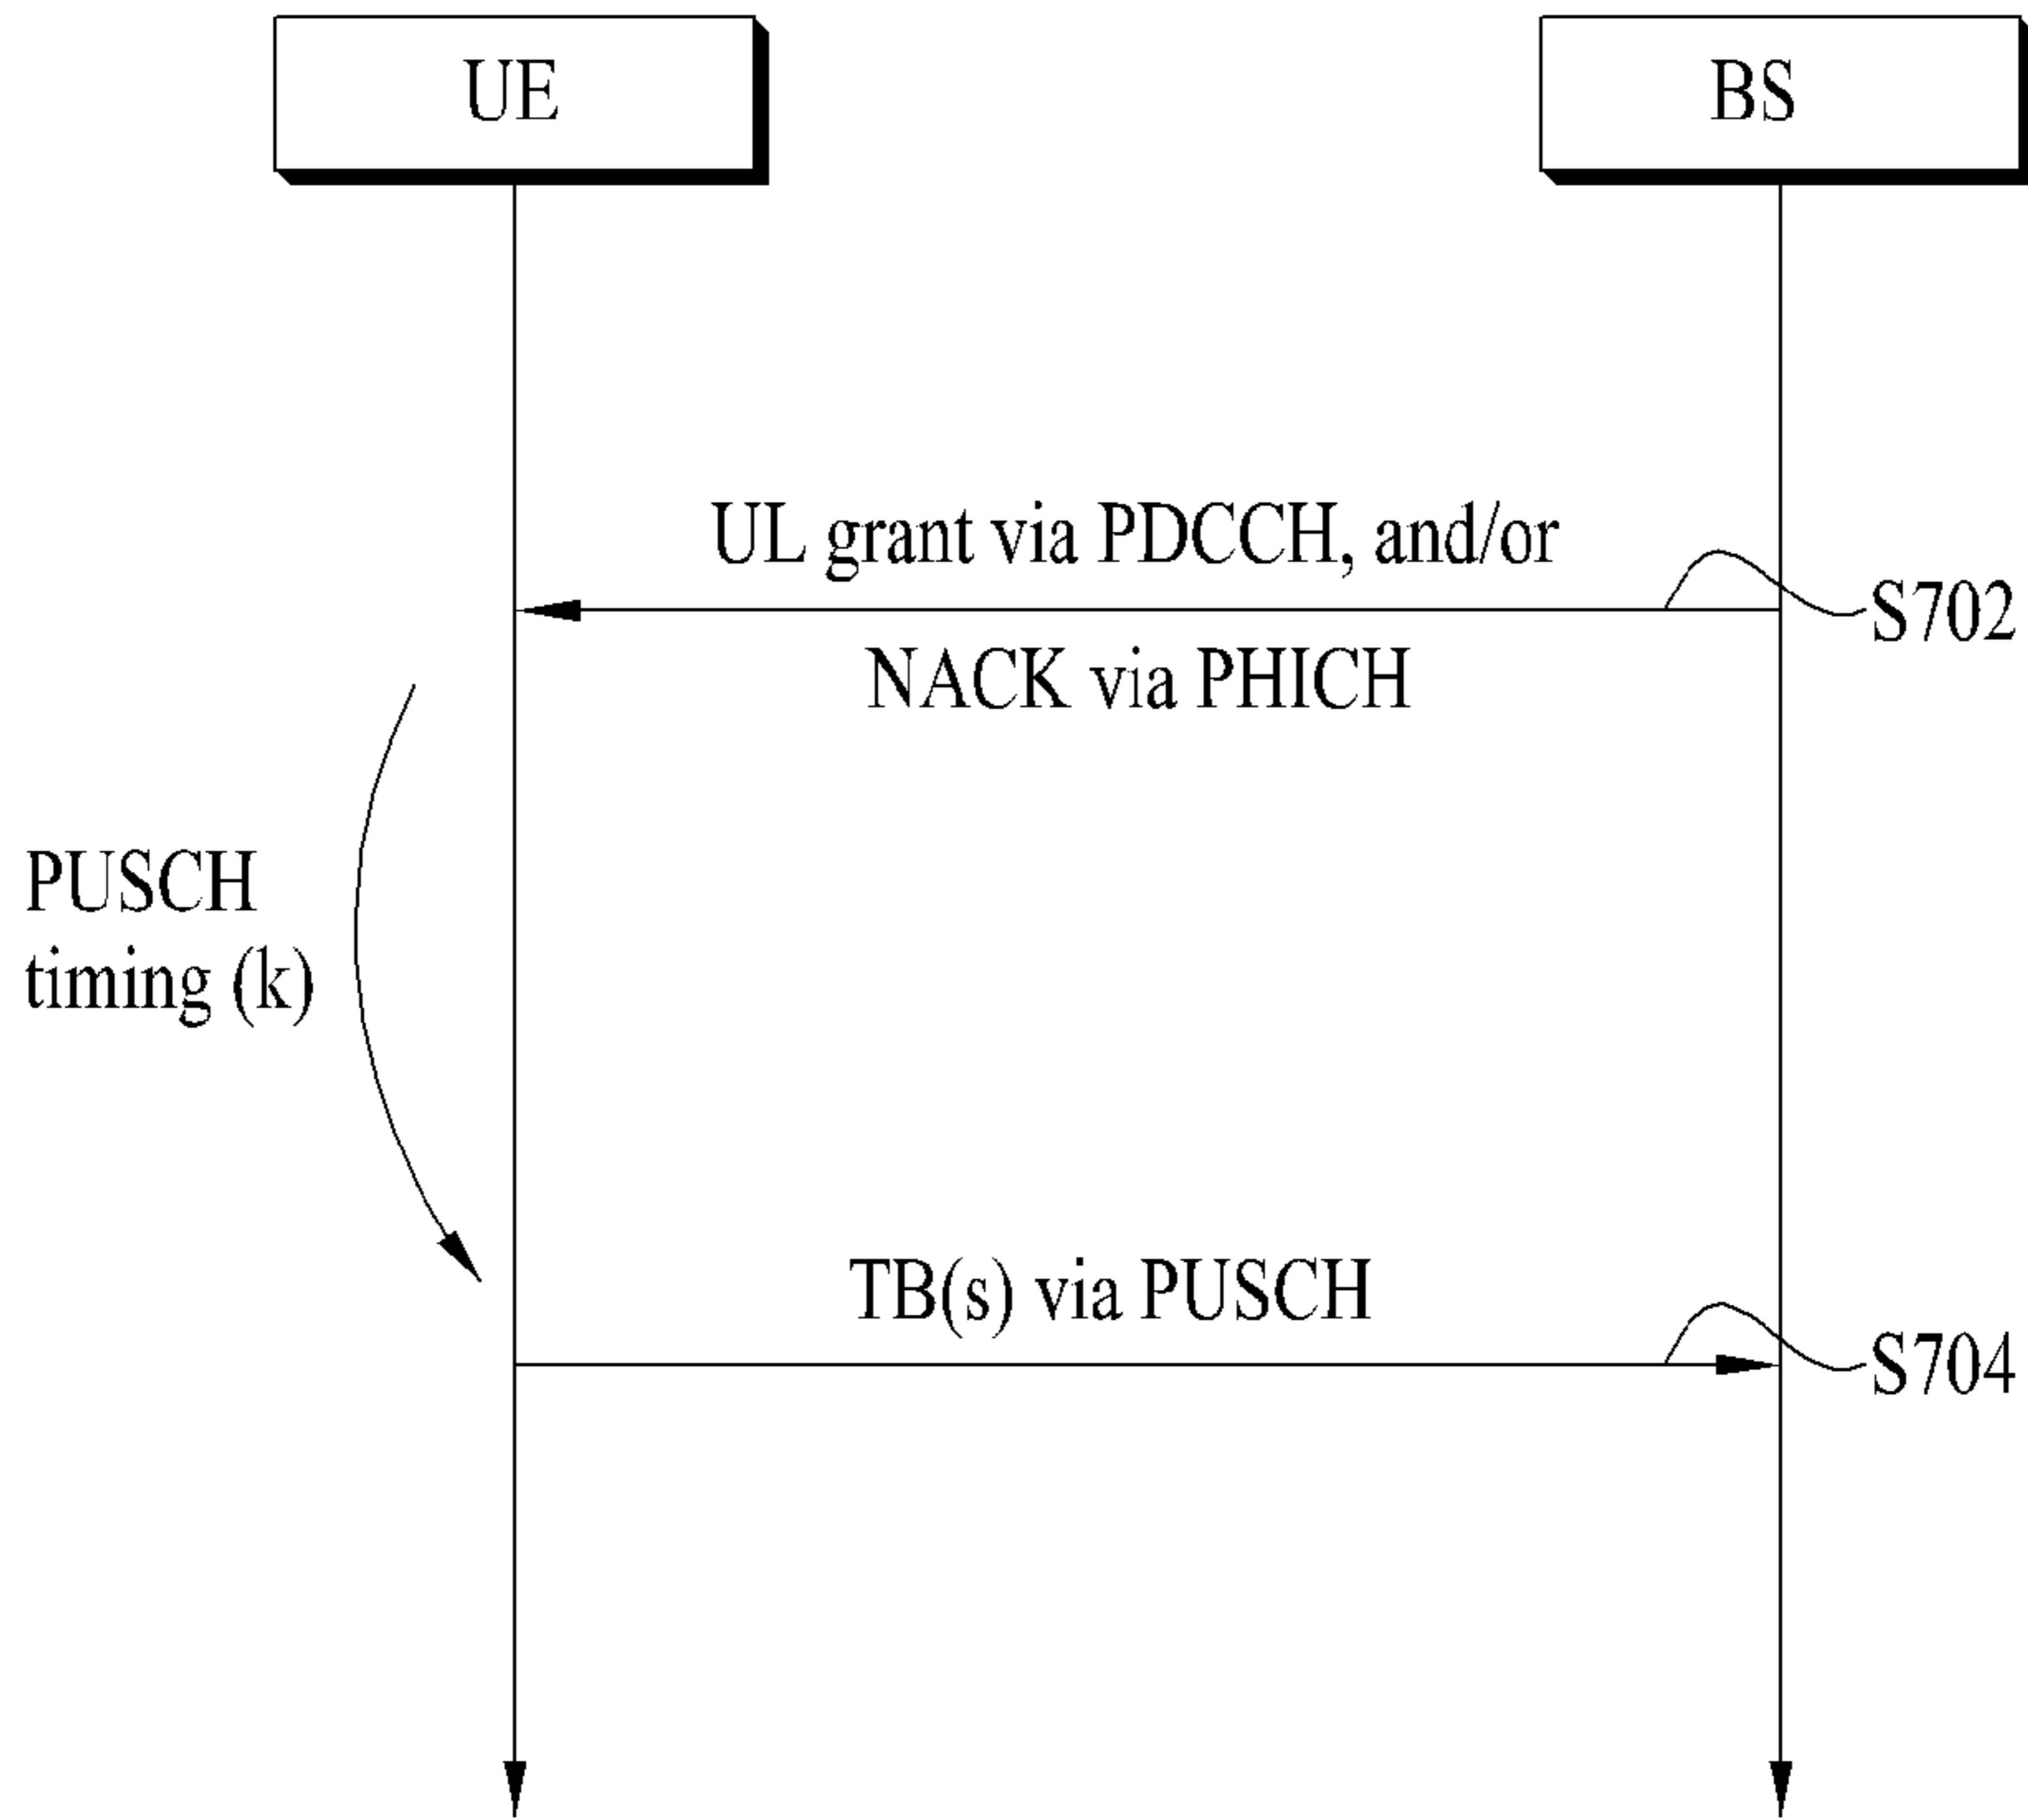 UE
BS
UL grant via PDCCH, and/or
S702
NACK via PHICH
PUSCH
timing (k)
TB(s) via PUSCH
S704